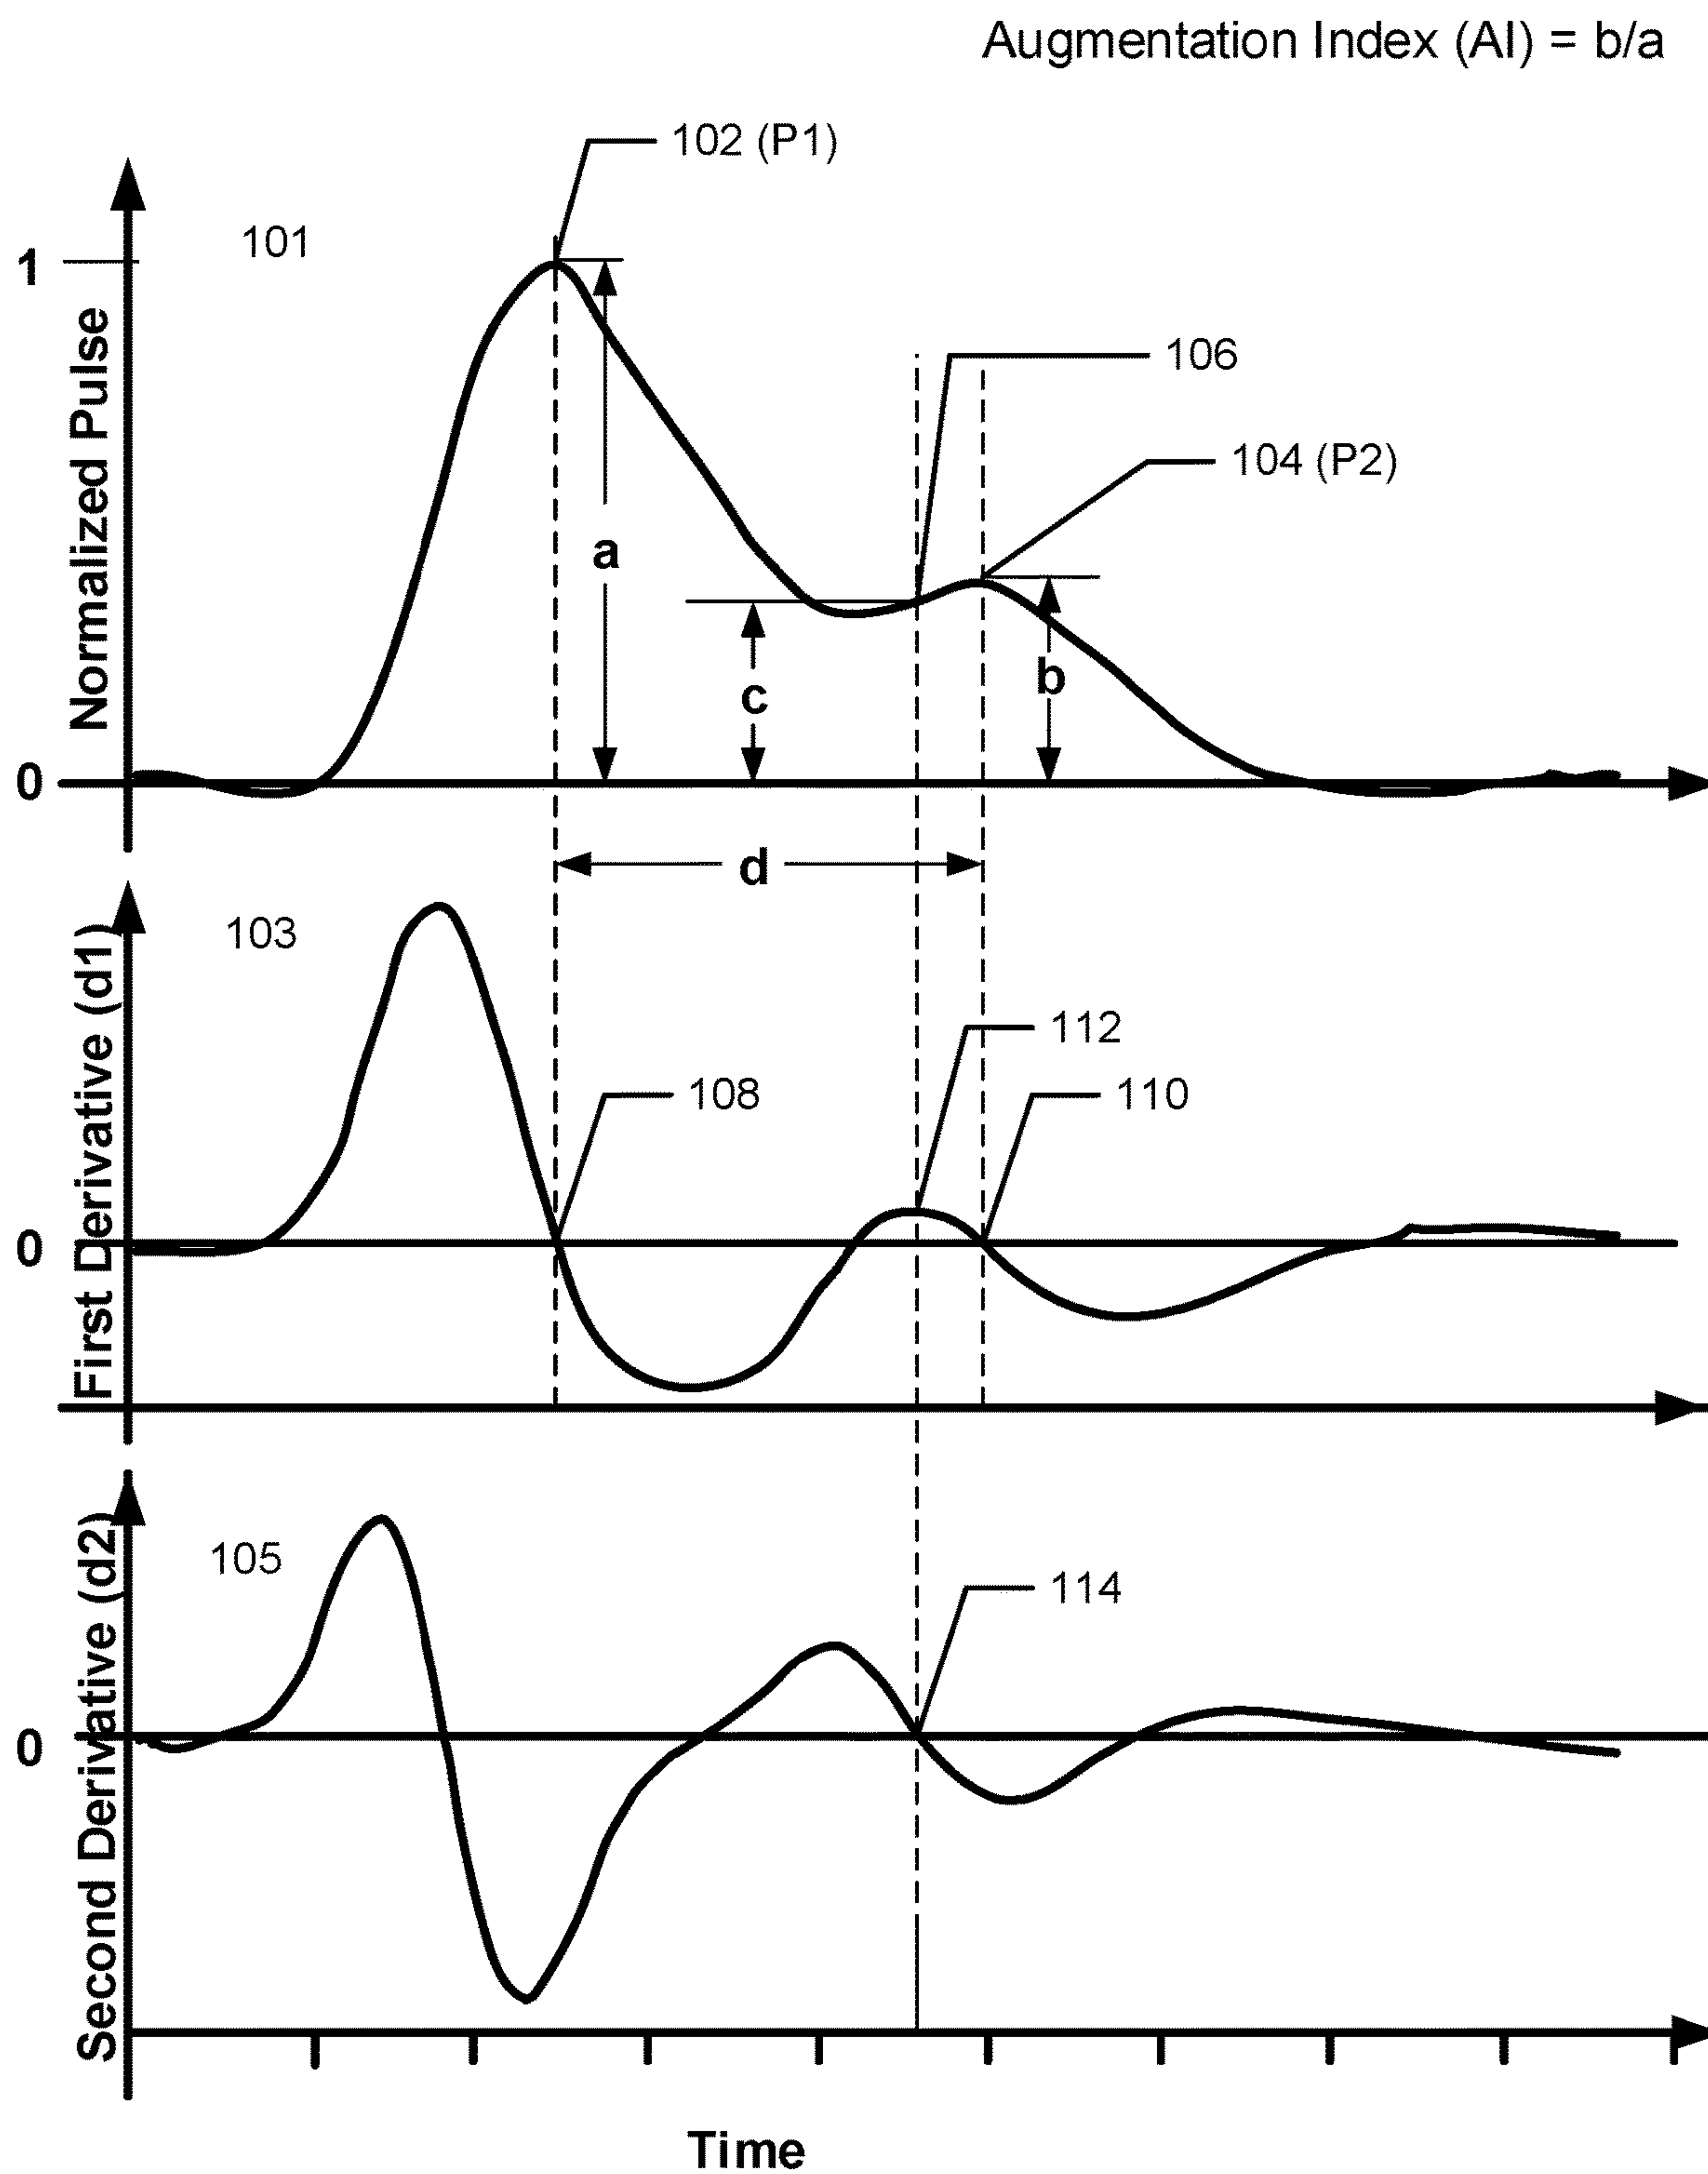 Augmentation Index (AI) = b/a
102 (P1)
101
1
106
104 (P2)
a
c
b
Normalized Pulse
0
d
103
112
108
110
0
First Derivative (d1)
105
114
0
Second Derivative (d2)
Time